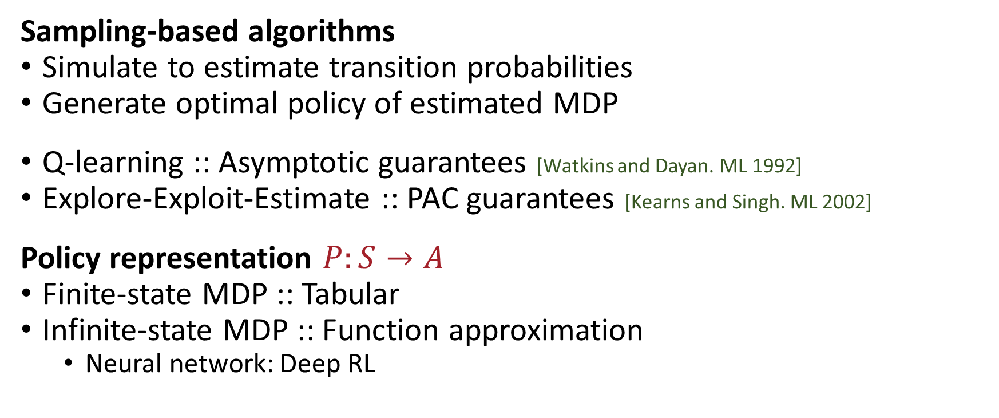 Sampling-based algorithms
• Simulate to estimate transition probabilities
• Generate optimal policy of estimated MDP
• Q-learning :: Asymptotic guarantees [Watkins and Dayan. ML 1992]
• Explore-Exploit-Estimate :: PAC guarantees [Kearns and Singh. ML 2002]
Policy representation P: S → A
• Finite-state MDP :: Tabular
• Infinite-state MDP :: Function approximation
• Neural network: Deep RL